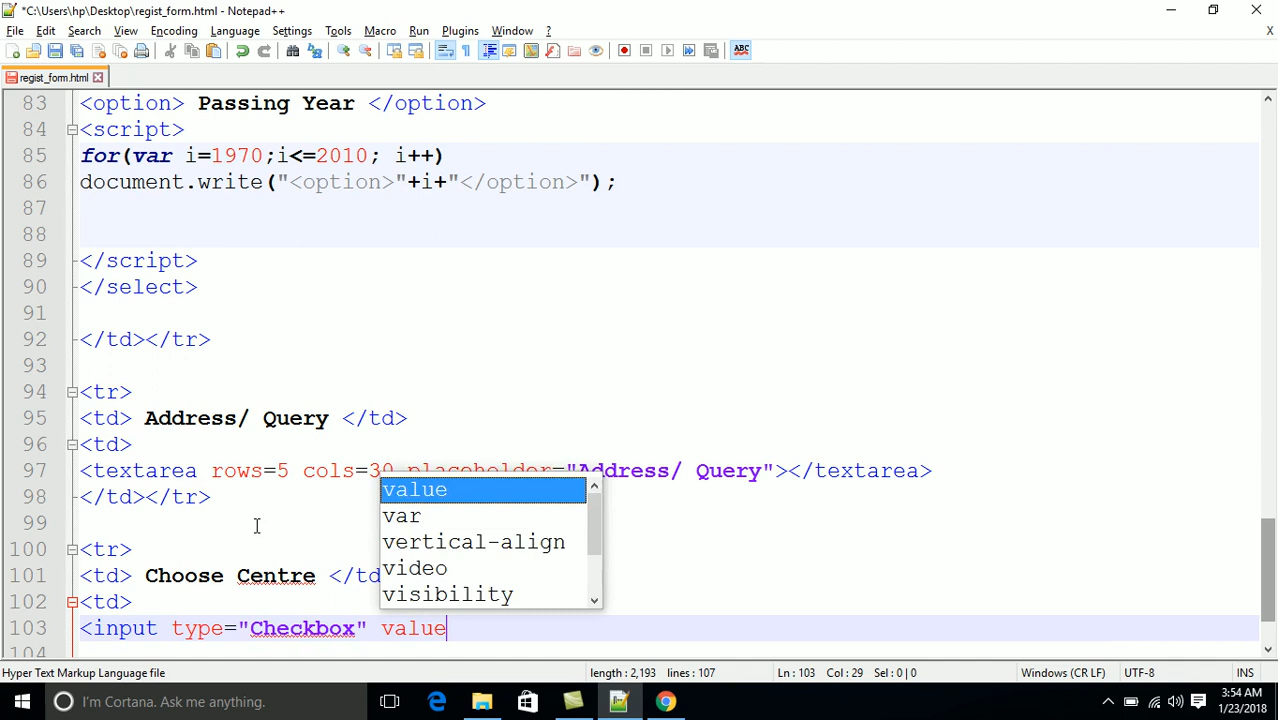 *C:\Users\hp\Desktop\regist_form.html - Notepad++
File Edit Search View Encoding Language Settings Tools Macro Run Plugins Window ? X
ABC
regist_form.html
83 <option> Passing Year </option>
84 <script>
85 for(var i=1970;i<=2010; i++)
86 document.write("<option>"+i+"</option>");
87
88
89 </script>
90 </select>
91
92 </td></tr>
93
94 <tr>
95 <td> Address/ Query </td>
96 <td>
97 <textarea rows=5 cols=30 placeholder="Address/ Query"></textarea>
98 </td></tr>
99
100 <tr>
101 <td> Choose Centre </td
102 <td>
103 <input type="Checkbox" value
104
value
var
vertical-align
video
visibility
Hyper Text Markup Language file length : 2,193 lines : 107 Ln : 103 Col : 29 Sel : 0 | 0 Windows (CR LF) UTF-8 INS
I'm Cortana. Ask me anything.
3:54 AM
1/23/2018